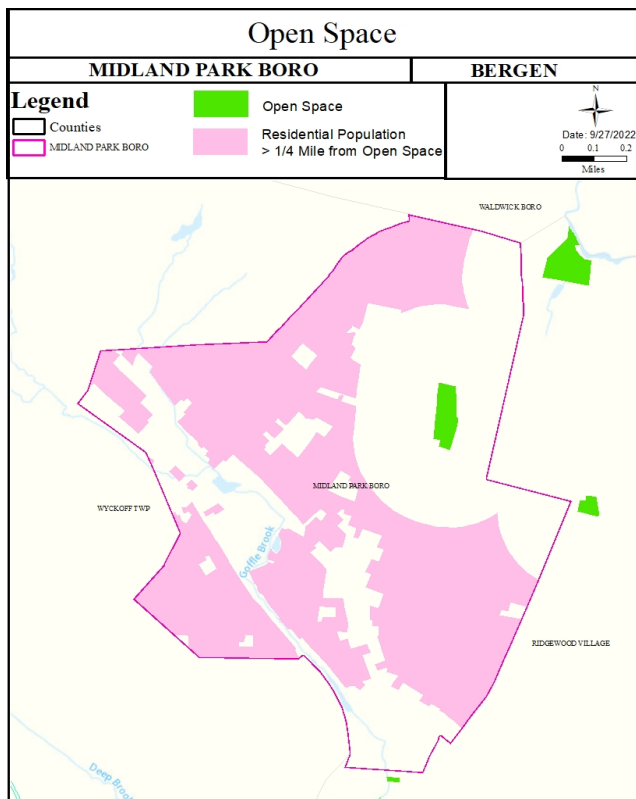 Open Space
MIDLAND PARK BORO
BERGEN
Legend
Counties
MIDLAND PARK BORO
Open Space
Residential Population
> 1/4 Mile from Open Space
N
Date: 9/27/2022
0 0.1 0.2
Miles
WALDWICK BORO
MIDLAND PARK BORO
WYCKOFF TWP
Goffle Brook
RIDGEWOOD VILLAGE
Deep Brook